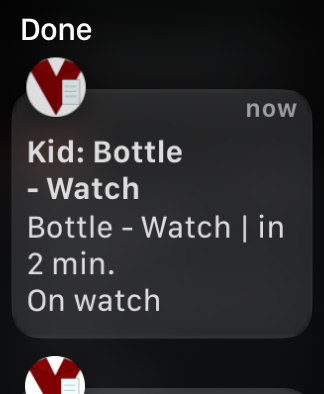 Done
now
Kid: Bottle
- Watch
Bottle - Watch | in
2 min.
On watch